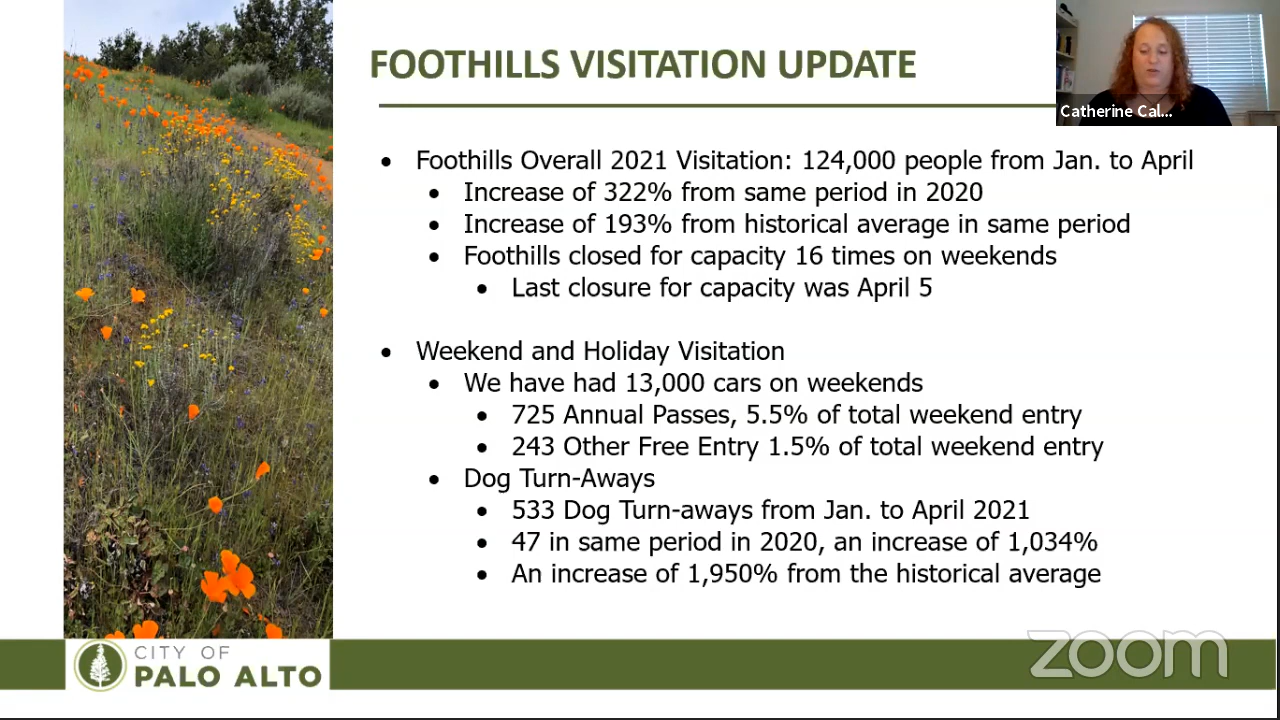 FOOTHILLS VISITATION UPDATE
Catherine Cal...
• Foothills Overall 2021 Visitation: 124,000 people from Jan. to April
• Increase of 322% from same period in 2020
• Increase of 193% from historical average in same period
• Foothills closed for capacity 16 times on weekends
• Last closure for capacity was April 5
• Weekend and Holiday Visitation
• We have had 13,000 cars on weekends
• 725 Annual Passes, 5.5% of total weekend entry
• 243 Other Free Entry 1.5% of total weekend entry
• Dog Turn-Aways
• 533 Dog Turn-aways from Jan. to April 2021
• 47 in same period in 2020, an increase of 1,034%
• An increase of 1,950% from the historical average
CITY OF
PALO ALTO
zoom